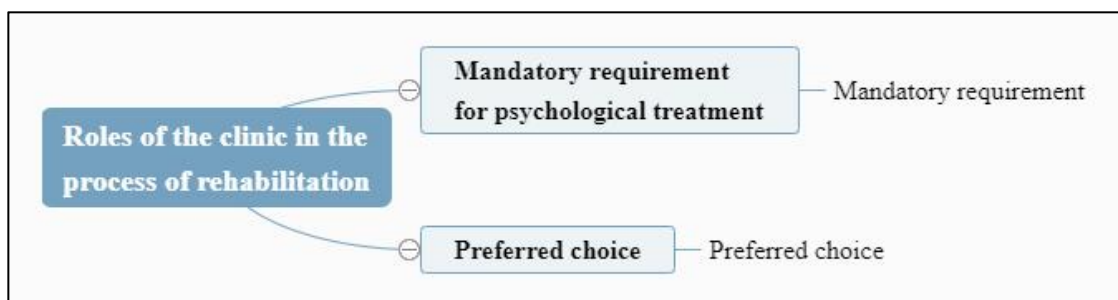 Roles of the clinic in the
process of rehabilitation
Mandatory requirement
for psychological treatment
Mandatory requirement
Preferred choice
Preferred choice